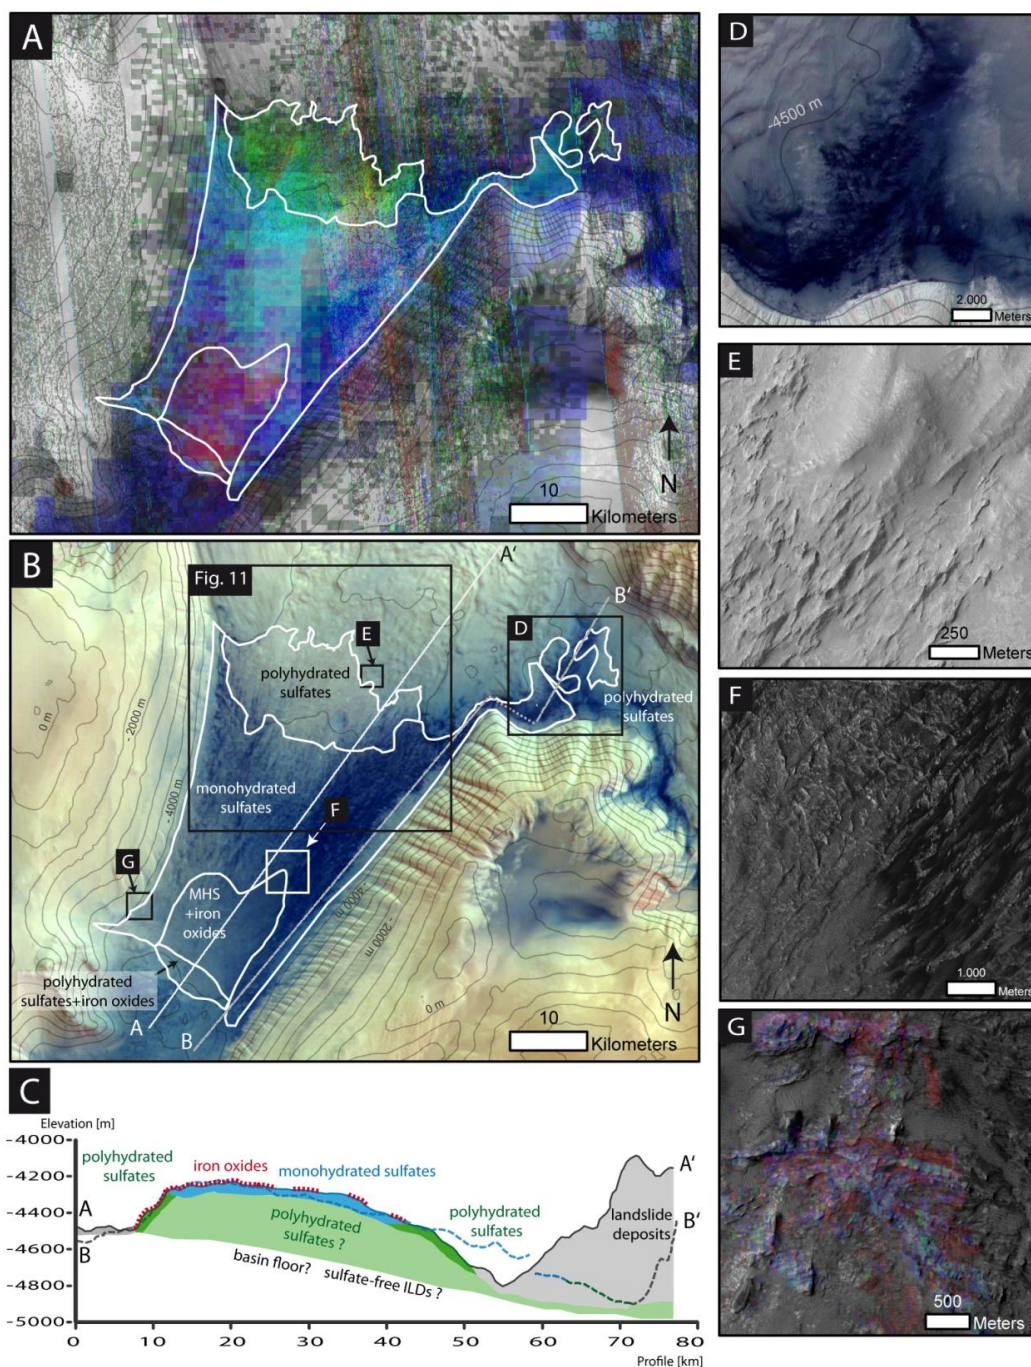 A
N
10
Kilometers
B
Fig. 11
A'
B'
E
D
polyhydrated
sulfates
polyhydrated
sulfates
0 m
- 2000 m
- 4000 m
monohydrated
sulfates
F
G
MHS
+iron
oxides
polyhydrated
sulfates+iron oxides
A
B
-4000 m
- 2000 m
0 m
N
10
Kilometers
C
Elevation [m]
-4000
-4200
-4400
-4600
-4800
-5000
polyhydrated
sulfates
iron oxides
monohydrated sulfates
polyhydrated
sulfates
A
B
polyhydrated
sulfates ?
basin floor? sulfate-free ILDs ?
landslide
deposits
A'
B'
0
10
20
30
40
50
60
70
80
Profile [km]
D
-4500 m
2.000
Meters
E
250
Meters
F
1.000
Meters
G
500
Meters